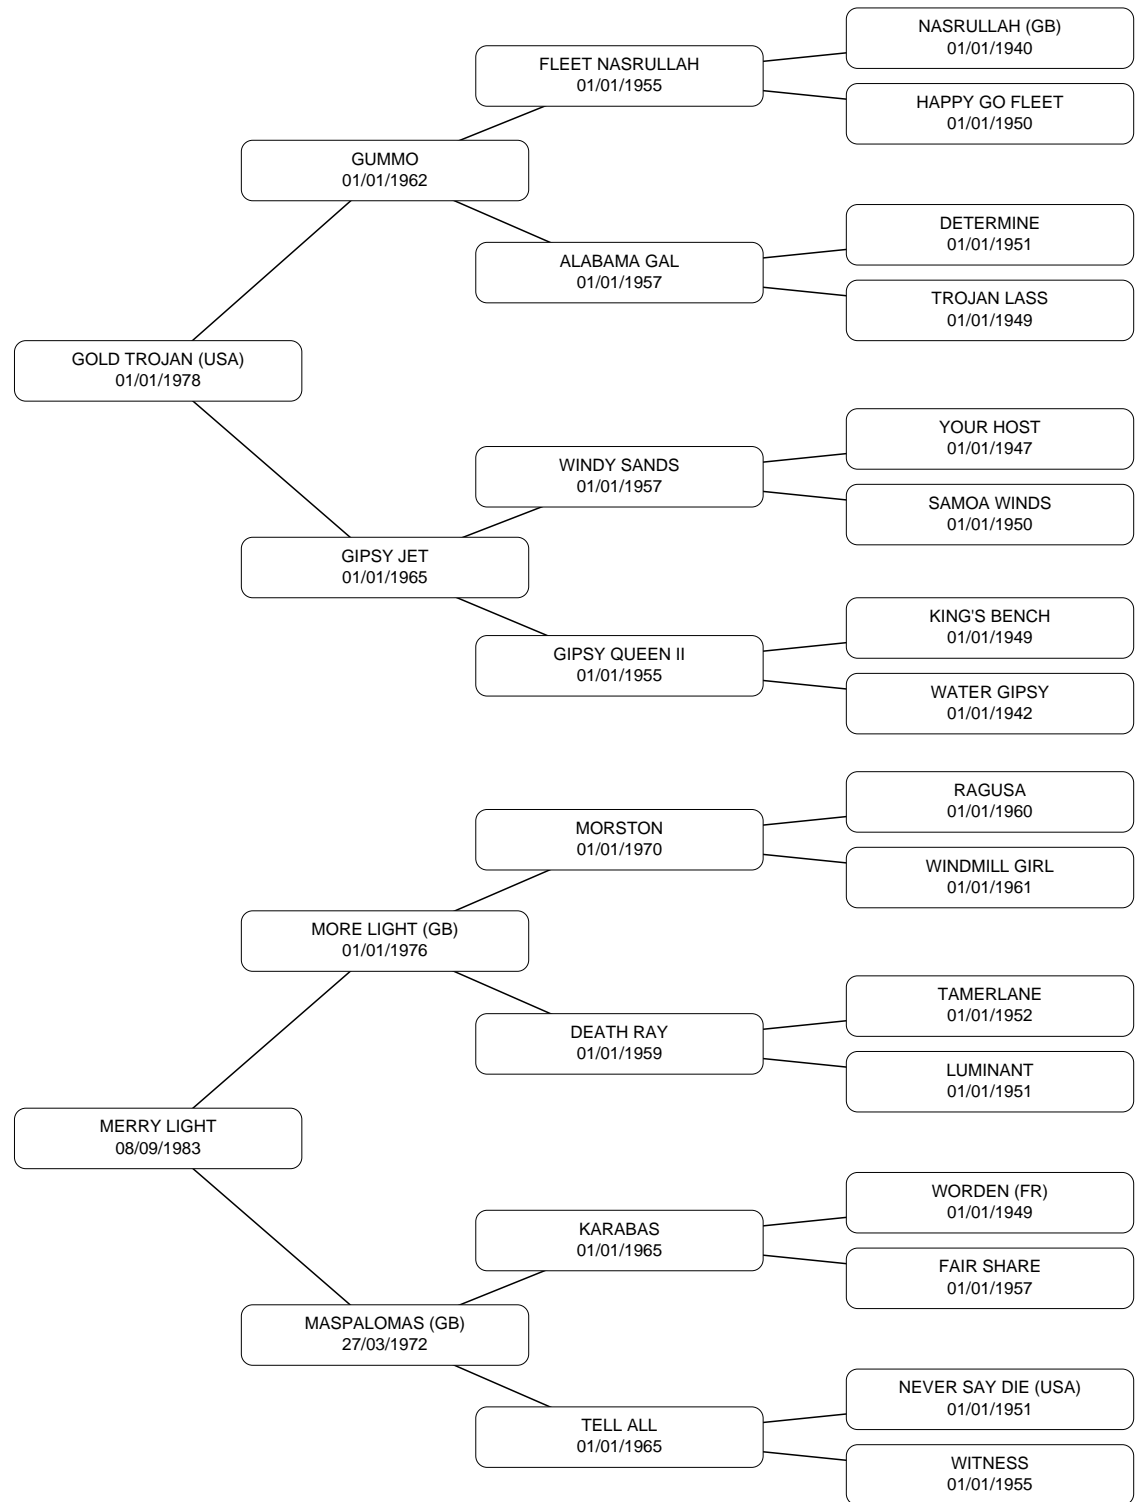 NASRULLAH (GB)
01/01/1940
FLEET NASRULLAH
01/01/1955
HAPPY GO FLEET
01/01/1950
GUMMO
01/01/1962
DETERMINE
01/01/1951
ALABAMA GAL
01/01/1957
TROJAN LASS
01/01/1949
GOLD TROJAN (USA)
01/01/1978
YOUR HOST
01/01/1947
WINDY SANDS
01/01/1957
SAMOA WINDS
01/01/1950
GIPSY JET
01/01/1965
KING'S BENCH
01/01/1949
GIPSY QUEEN II
01/01/1955
WATER GIPSY
01/01/1942
RAGUSA
01/01/1960
MORSTON
01/01/1970
WINDMILL GIRL
01/01/1961
MORE LIGHT (GB)
01/01/1976
TAMERLANE
01/01/1952
DEATH RAY
01/01/1959
LUMINANT
01/01/1951
MERRY LIGHT
08/09/1983
WORDEN (FR)
01/01/1949
KARABAS
01/01/1965
FAIR SHARE
01/01/1957
MASPALOMAS (GB)
27/03/1972
NEVER SAY DIE (USA)
01/01/1951
TELL ALL
01/01/1965
WITNESS
01/01/1955